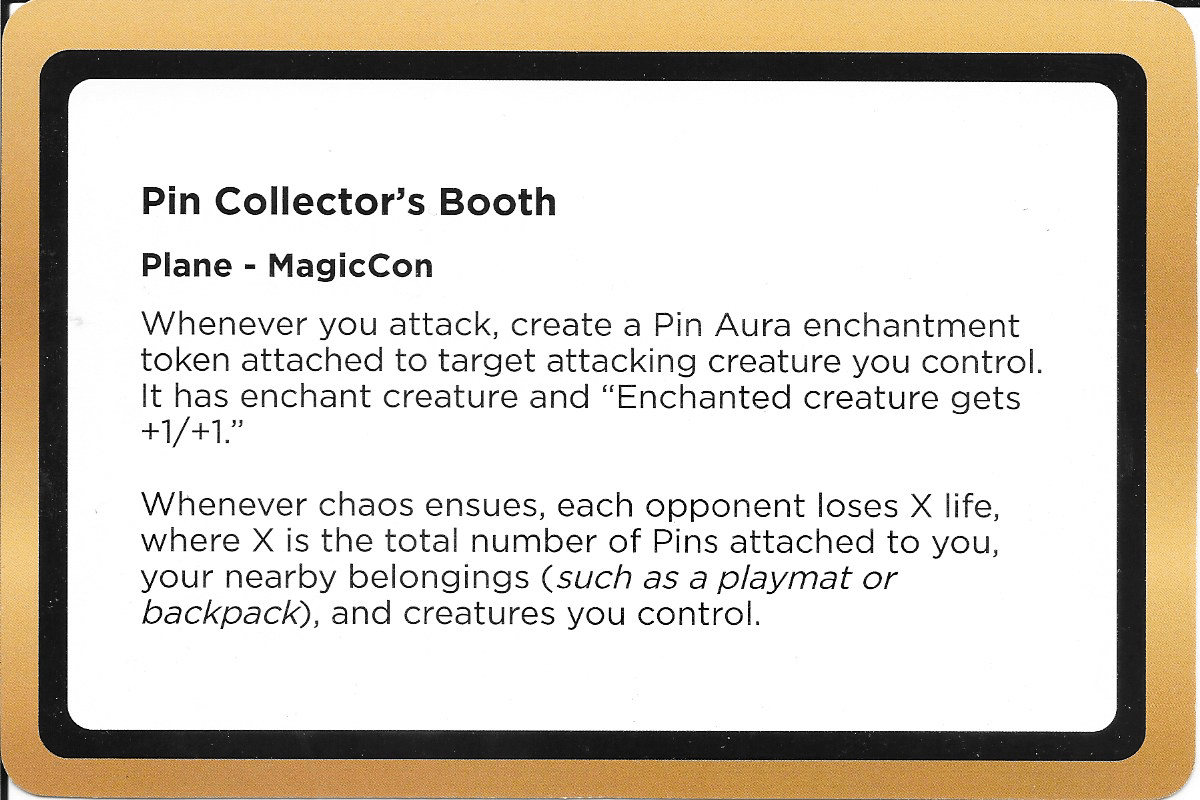 Pin Collector’s Booth
Plane - MagicCon
Whenever you attack, create a Pin Aura enchantment
token attached to target attacking creature you control.
It has enchant creature and “Enchanted creature gets
+1/+1.”
Whenever chaos ensues, each opponent loses X life,
where X is the total number of Pins attached to you,
your nearby belongings (such as a playmat or
backpack), and creatures you control.